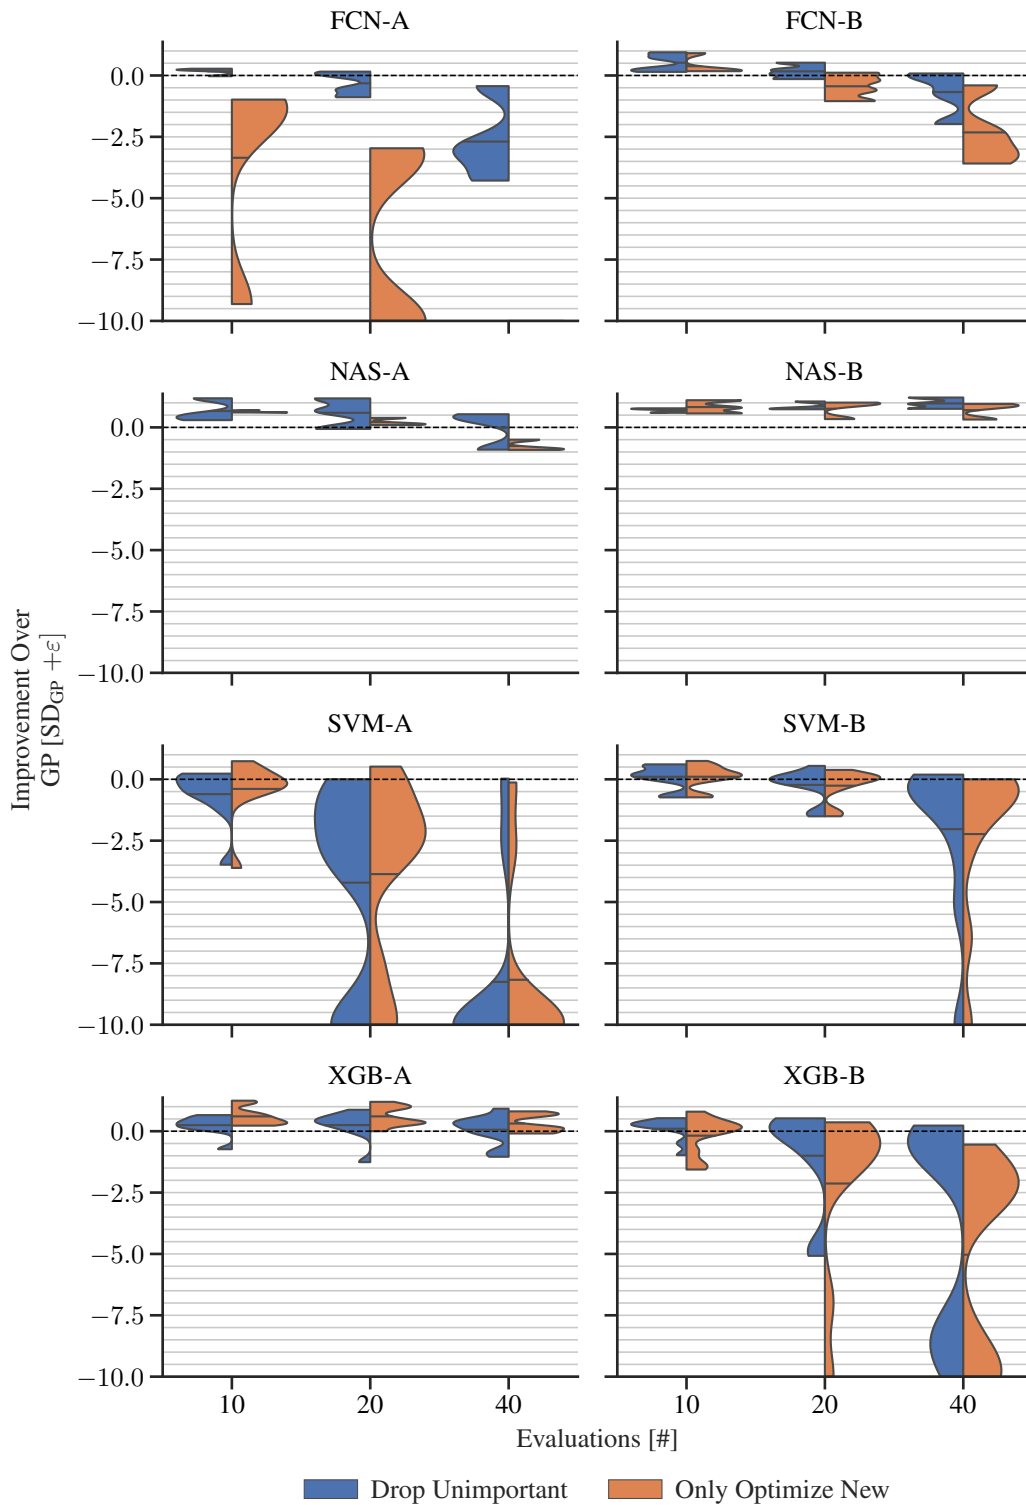 FCN-A
FCN-B
0.0
−2.5
−5.0
−7.5
−10.0
NAS-A
NAS-B
0.0
−2.5
−5.0
−7.5
−10.0
Improvement Over
GP [SD_GP +ε]
SVM-A
SVM-B
0.0
−2.5
−5.0
−7.5
−10.0
XGB-A
XGB-B
0.0
−2.5
−5.0
−7.5
−10.0
10 20 40 10 20 40
Evaluations [#]
Drop Unimportant Only Optimize New